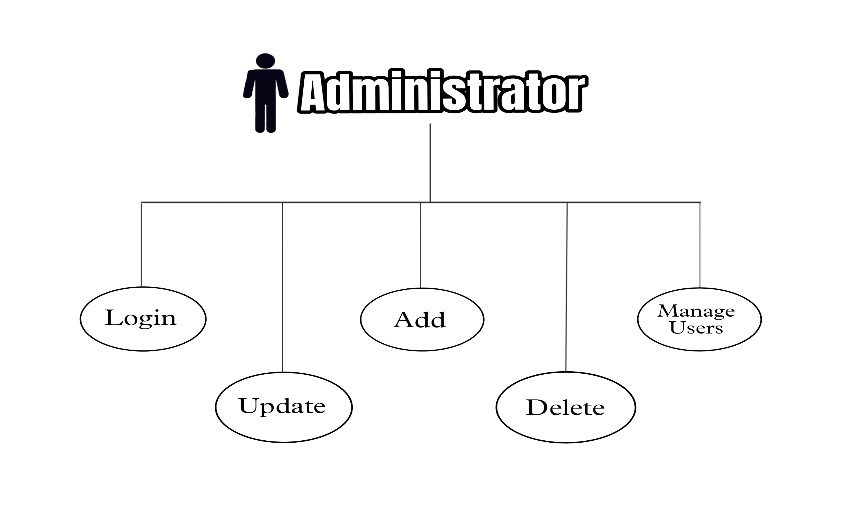 Administrator
Login
Add
Manage
Users
Update
Delete